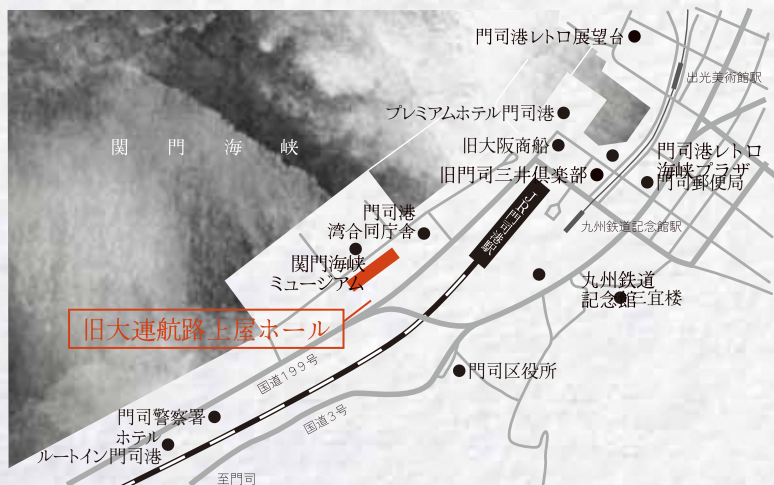 門司港レトロ展望台
出光美術館駅
プレミアムホテル門司港
関門海峡
旧大阪商船
門司港レトロ
海峡プラザ
旧門司三井倶楽部
門司郵便局
JR門司港駅
門司港
湾合同庁舎
九州鉄道記念館駅
関門海峡
ミュージアム
九州鉄道
記念館
三宜楼
旧大連航路上屋ホール
国道199号
門司区役所
国道3号
門司警察署
ホテル
ルートイン門司港
至門司